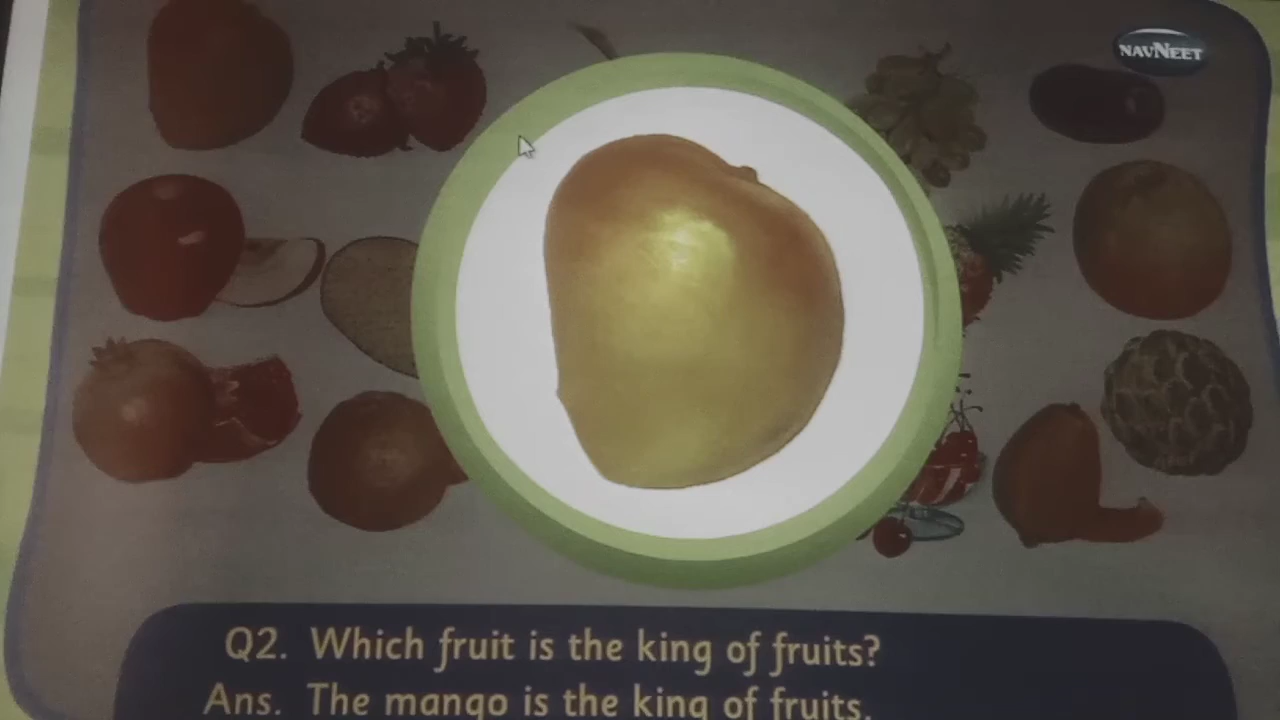 NAVNEET
Q2. Which fruit is the king of fruits?
Ans. The mango is the king of fruits.